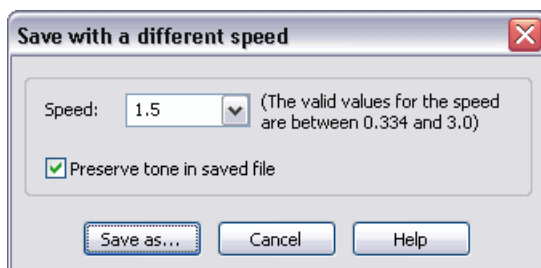 Save with a different speed
Speed: 1.5 (The valid values for the speed
are between 0.334 and 3.0)
Preserve tone in saved file
Save as... Cancel Help